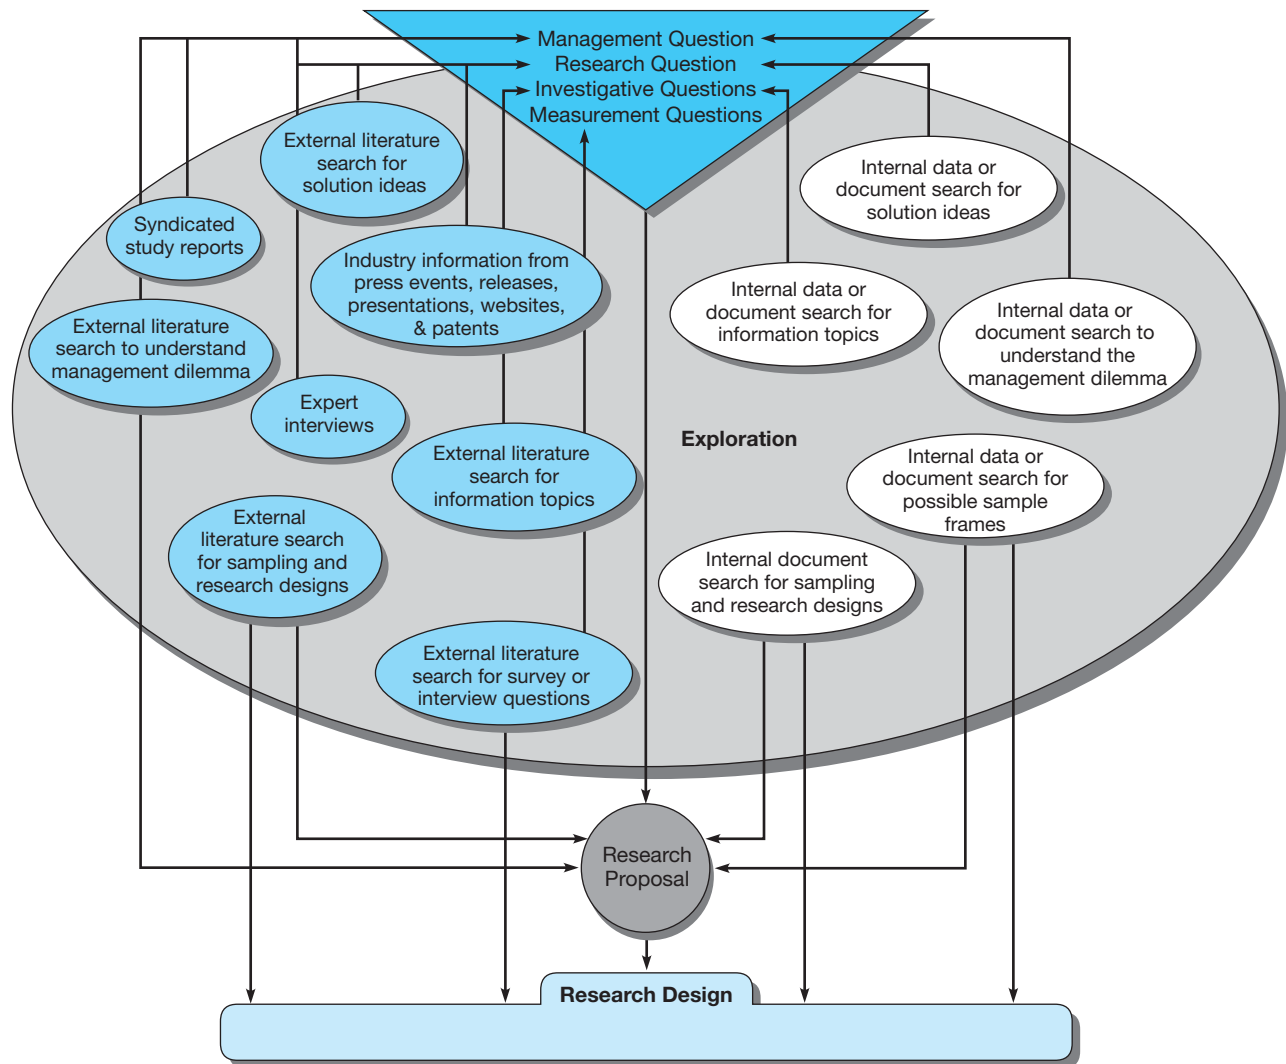 Management Question
Research Question
Investigative Questions
Measurement Questions
External literature
search for
solution ideas
Internal data or
document search for
solution ideas
Syndicated
study reports
Industry information from
press events, releases,
presentations, websites,
& patents
Internal data or
document search for
information topics
Internal data or
document search to
understand the
management dilemma
External literature
search to understand
management dilemma
Expert
interviews
Exploration
External literature
search for
information topics
Internal data or
document search for
possible sample
frames
External
literature search
for sampling and
research designs
Internal document
search for sampling
and research designs
External literature
search for survey or
interview questions
Research
Proposal
Research Design